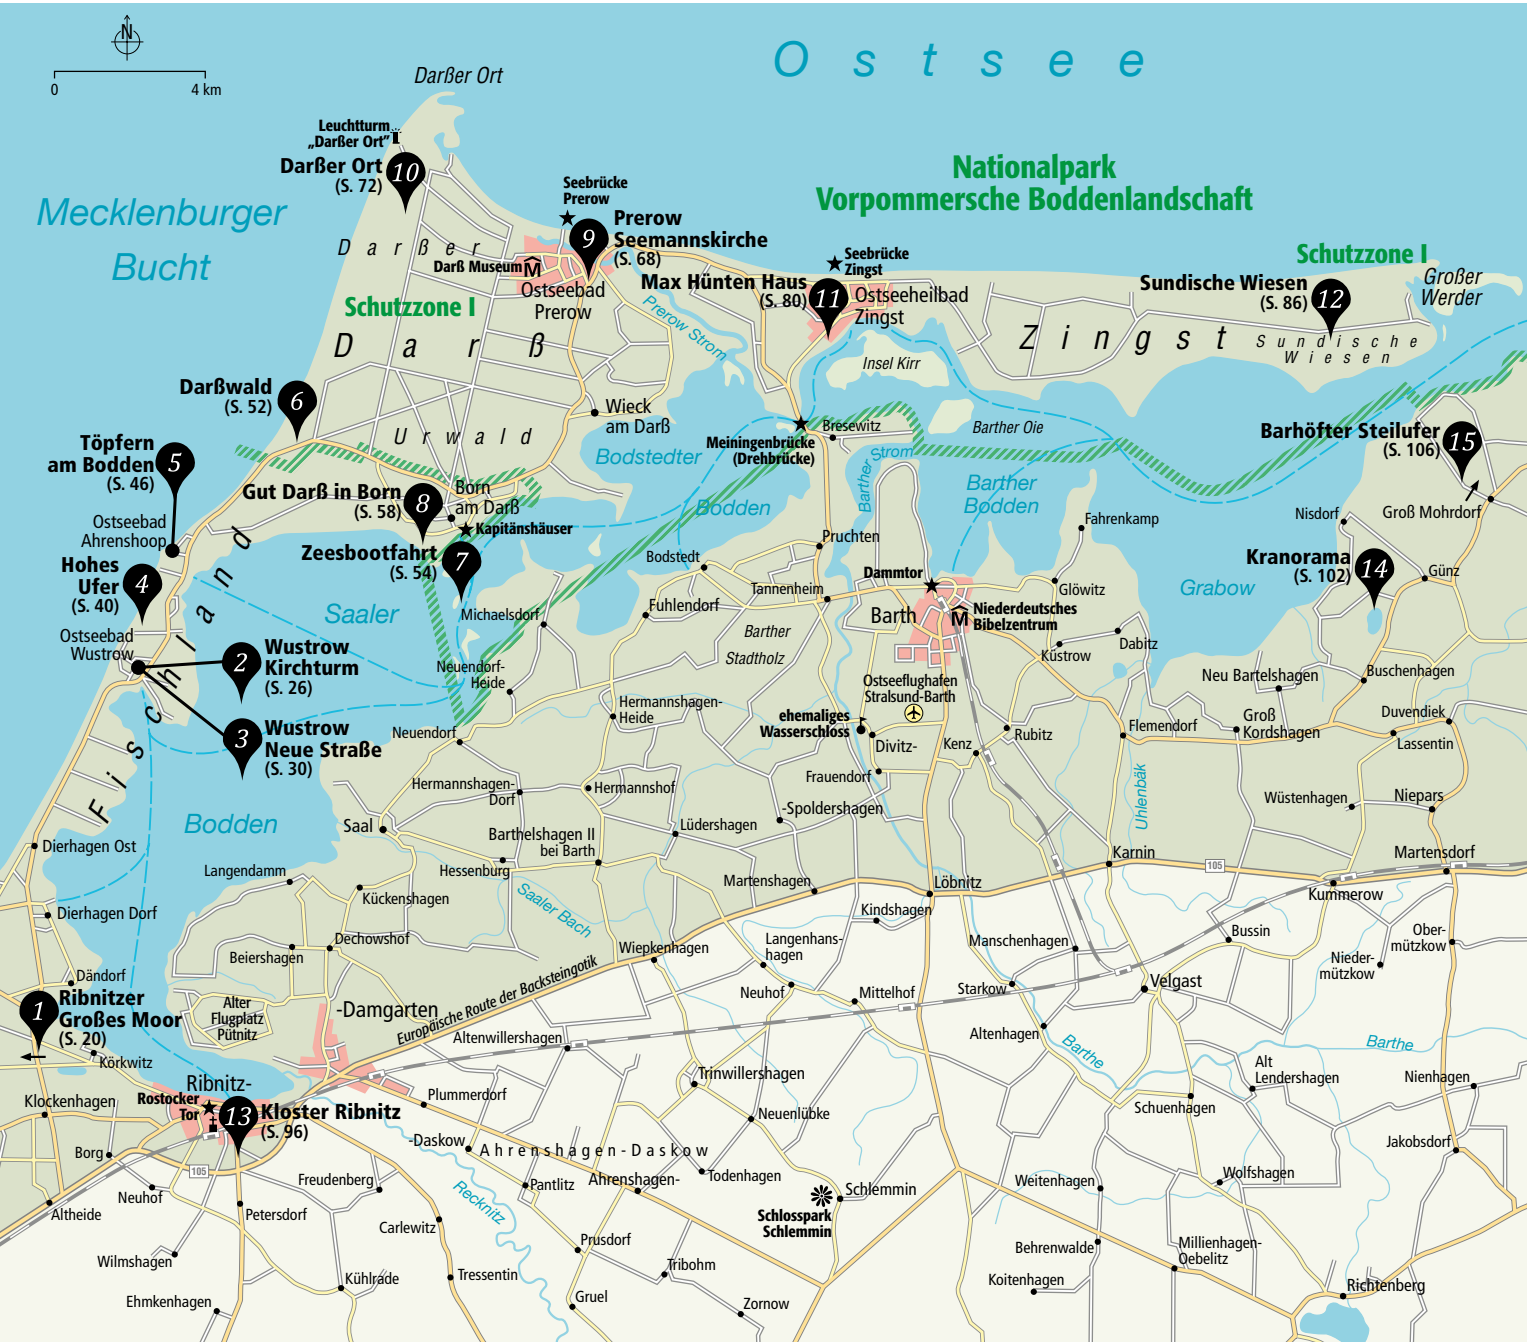 N
0
4 km
Ostsee
Darßer Ort
Leuchtturm
„Darßer Ort”
Darßer Ort
(S. 72)
10
Mecklenburger
Bucht
Seebrücke
Prerow
9
Prerow
Seemannskirche
(S. 68)
Darßer
Darß Museum
M
Ostseebad
Prerow
Nationalpark
Vorpommersche Boddenlandschaft
Seebrücke
Zingst
Max Hünten Haus
(S. 80)
11
Ostseeheilbad
Zingst
Schutzzone I
Großer
Werder
Sundische Wiesen
(S. 86)
12
Schutzzone I
Prerow Strom
Darß
Zingst
Sundische
Wiesen
Insel Kirr
Darßwald
(S. 52)
6
Wieck
am Darß
Urwald
Meiningenbrücke
(Drehbrücke)
Bresewitz
Barther Oie
Barhöfter Steilufer
(S. 106)
15
Töpfern
am Bodden
(S. 46)
5
Bodstedter
Bodden
Barther Strom
Barther
Bodden
Gut Darß in Born
(S. 58)
8
Born
am Darß
Kapitänshäuser
Groß Mohrdorf
Nisdorf
Fahrenkamp
Ostseebad
Ahrenshoop
Zeesbootfahrt
(S. 54)
7
Pruchten
Bodstedt
Hohes
Ufer
(S. 40)
4
Kranorama
(S. 102)
14
Günz
Dammtor
Glöwitz
Grabow
Tannenheim
Saaler
Michaelsdorf
Fuhlendorf
Barth
M
Niederdeutsches
Bibelzentrum
Barther
Stadtholz
Ostseebad
Wustrow
2
Wustrow
Kirchturm
(S. 26)
Dabitz
Küstrow
Neuendorf-
Heide
Neu Bartelshagen
Buschenhagen
Ostseeflughafen
Stralsund-Barth
Hermannshagen-
Heide
Fischland
3
Wustrow
Neue Straße
(S. 30)
ehemaliges
Wasserschloss
Neuendorf
Divitz-
Kenz
Rubitz
Flemendorf
Groß
Kordshagen
Duvendiek
Lassentin
Frauendorf
Hermannshagen-
Dorf
Hermannshof
-Spoldershagen
Uhlenbäk
Wüstenhagen
Niepars
Bodden
Saal
Barthelshagen II
bei Barth
Lüdershagen
Dierhagen Ost
Karnin
105
Martensdorf
Langendamm
Hessenburg
Martenshagen
Löbnitz
Kummerow
Kückenshagen
Saaler Bach
Dierhagen Dorf
Kindshagen
Dechowshof
Wiepkenhagen
Langenhans-
hagen
Manschenhagen
Bussin
Ober-
mützkow
Beiershagen
Nieder-
mützkow
Dändorf
Neuhof
Mittelhof
Starkow
Velgast
1
Ribnitzer
Großes Moor
(S. 20)
Alter
Flugplatz
Pütnitz
-Damgarten
Europäische Route der Backsteingotik
Altenwillershagen
Altenhagen
Barthe
Barthe
Körkwitz
Trinwillershagen
Alt
Lendershagen
Nienhagen
Ribnitz-
Rostocker
Tor
13
Kloster Ribnitz
(S. 96)
Plummerdorf
Klockenhagen
Neuenlübke
Schuenhagen
Borg
-Daskow
Ahrenshagen-Daskow
Jakobsdorf
105
Freudenberg
Pantlitz
Ahrenshagen-
Todenhagen
Weitenhagen
Wolfshagen
Neuhof
Schlemmin
Altheide
Petersdorf
Recknitz
Carlewitz
Schlosspark
Schlemmin
Prusdorf
Behrenwalde
Millienhagen-
Oebelitz
Wilmshagen
Tribohm
Tressentin
Kühlrade
Koitenhagen
Richtenberg
Ehmkenhagen
Gruel
Zornow